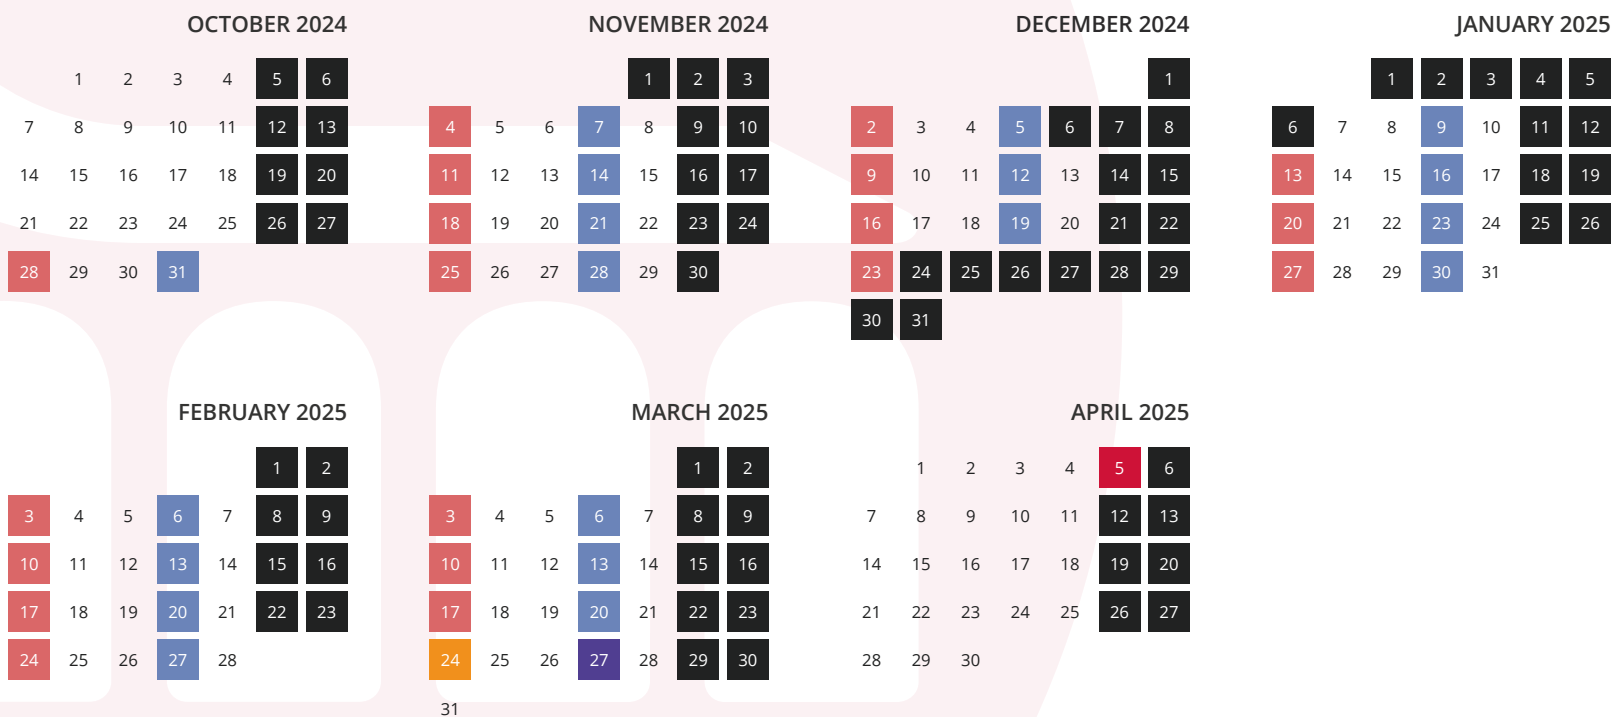 OCTOBER 2024 NOVEMBER 2024 DECEMBER 2024 JANUARY 2025
1 2 3 4 5 6 1 2 3 1 1 2 3 4 5
7 8 9 10 11 12 13 4 5 6 7 8 9 10 2 3 4 5 6 7 8 6 7 8 9 10 11 12
14 15 16 17 18 19 20 11 12 13 14 15 16 17 9 10 11 12 13 14 15 13 14 15 16 17 18 19
21 22 23 24 25 26 27 18 19 20 21 22 23 24 16 17 18 19 20 21 22 20 21 22 23 24 25 26
28 29 30 31 25 26 27 28 29 30 23 24 25 26 27 28 29 27 28 29 30 31
30 31
FEBRUARY 2025 MARCH 2025 APRIL 2025
1 2 1 2 1 2 3 4 5 6
3 4 5 6 7 8 9 3 4 5 6 7 8 9 7 8 9 10 11 12 13
10 11 12 13 14 15 16 10 11 12 13 14 15 16 14 15 16 17 18 19 20
17 18 19 20 21 22 23 17 18 19 20 21 22 23 21 22 23 24 25 26 27
24 25 26 27 28 24 25 26 27 28 29 30 28 29 30
31